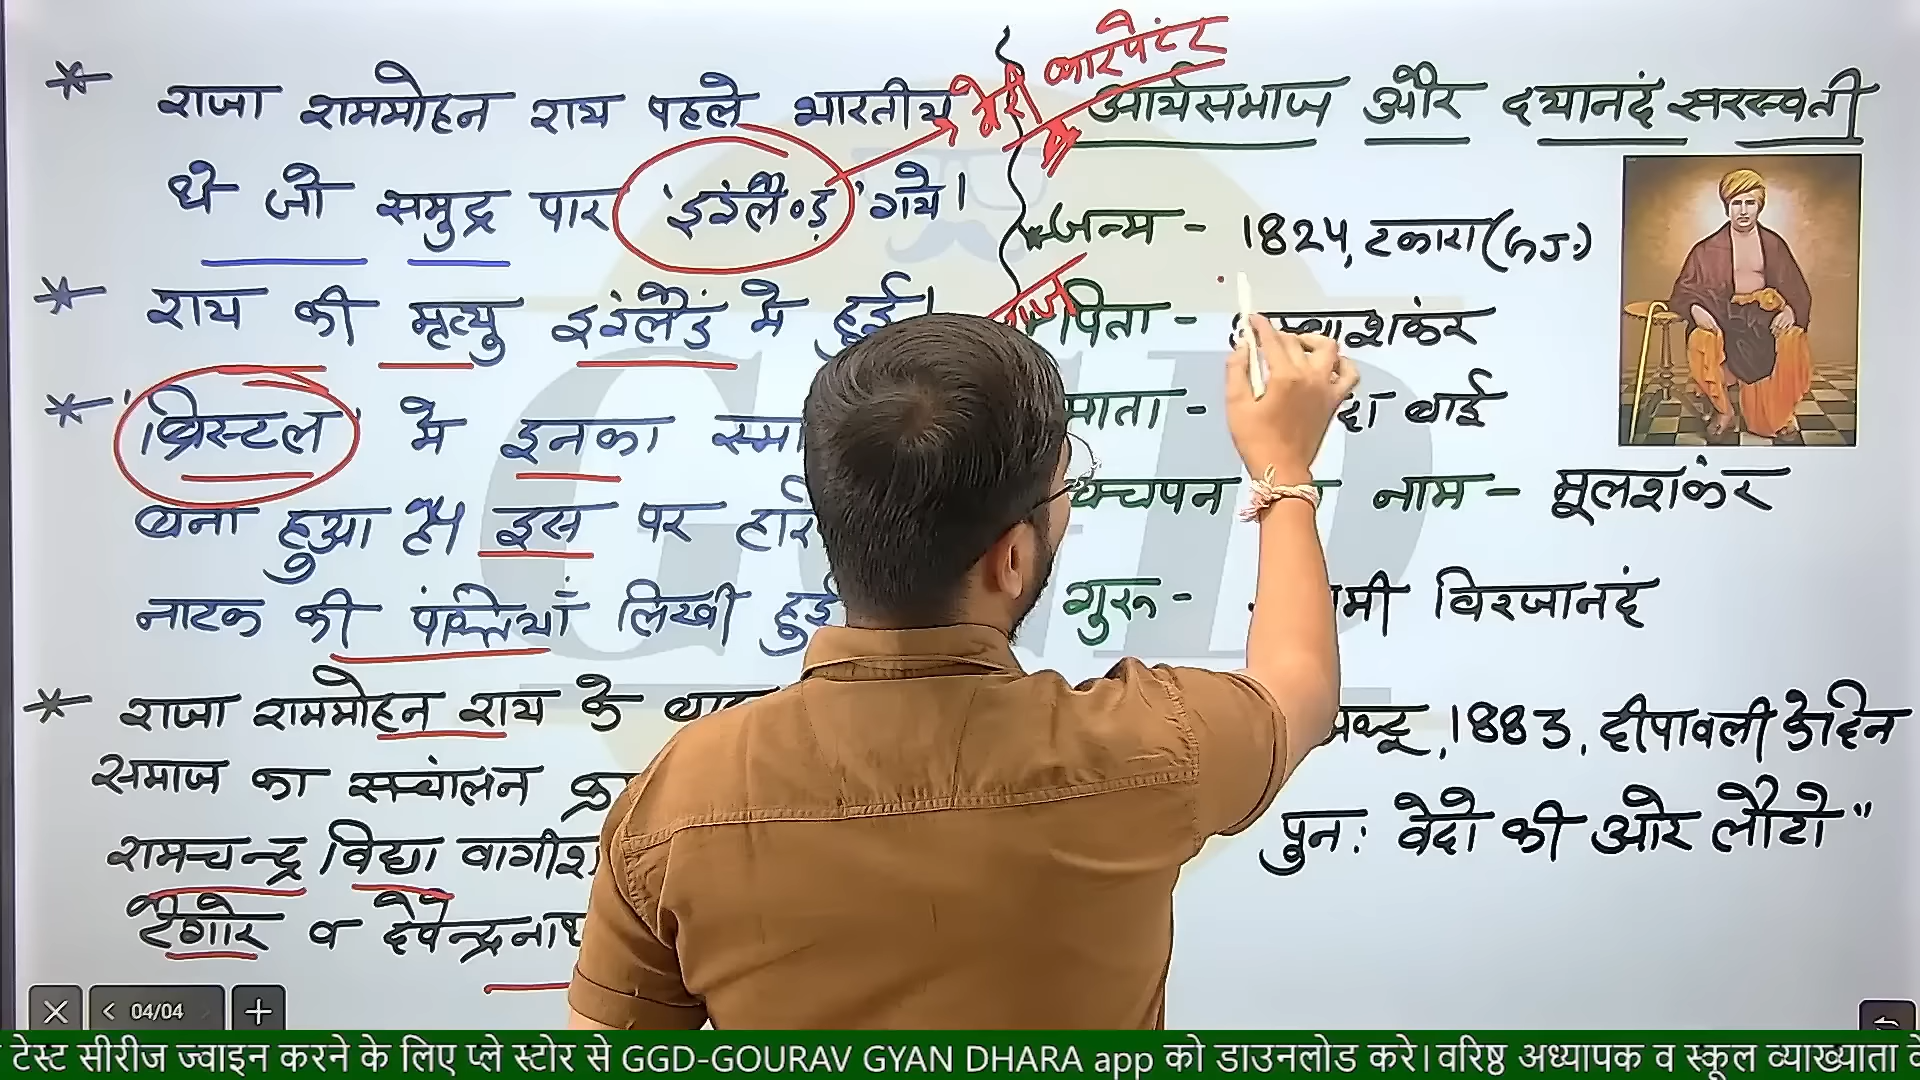 राजा राममोहन राय पहले भारतीय
थे जो समुद्र पार 'इंग्लैण्ड' गये।
मेरी कारपेंटर
राय की मृत्यु इंग्लैंड मे हुई।
'ब्रिस्टल' मे इनका
बना हुआ है इस पर
नाटक की पंक्तियाँ लिखी हुई
राजा राममोहन राय के
समाज का संचालन
रामचन्द्र विद्या वागीश
टैगोर व देवेन्द्रनाथ
आर्यसमाज और दयानंद सरस्वती
जन्म - 1824, टंकारा (गुज.)
पिता - अम्बाशंकर
माता - बाई
बचपन नाम - मूलशंकर
गुरु - विरजानंद
1883, दीपावली के दिन
पुन: वेदो की ओर लौटो"
04/04
टेस्ट सीरीज ज्वाइन करने के लिए प्ले स्टोर से GGD-GOURAV GYAN DHARA app को डाउनलोड करे।वरिष्ठ अध्यापक व स्कूल व्याख्याता के